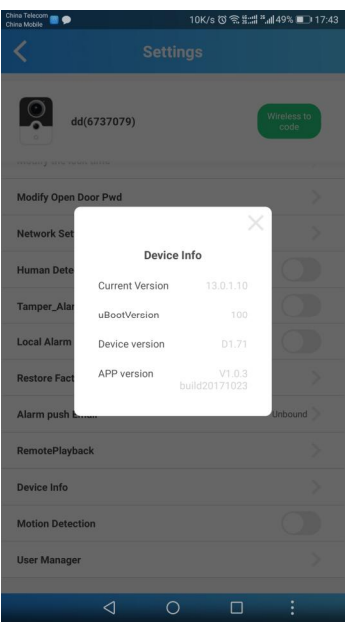 China Telecom
China Mobile
10K/s 49% 17:43
Settings
dd(6737079)
Wireless to
code
Modify Open Door Pwd
Network Set
Human Dete
Tamper_Alar
Local Alarm
Restore Fact
Alarm push Email
Unbound
RemotePlayback
Device Info
Motion Detection
User Manager
Device Info
Current Version 13.0.1.10
uBootVersion 100
Device version D1.71
APP version V1.0.3
build20171023